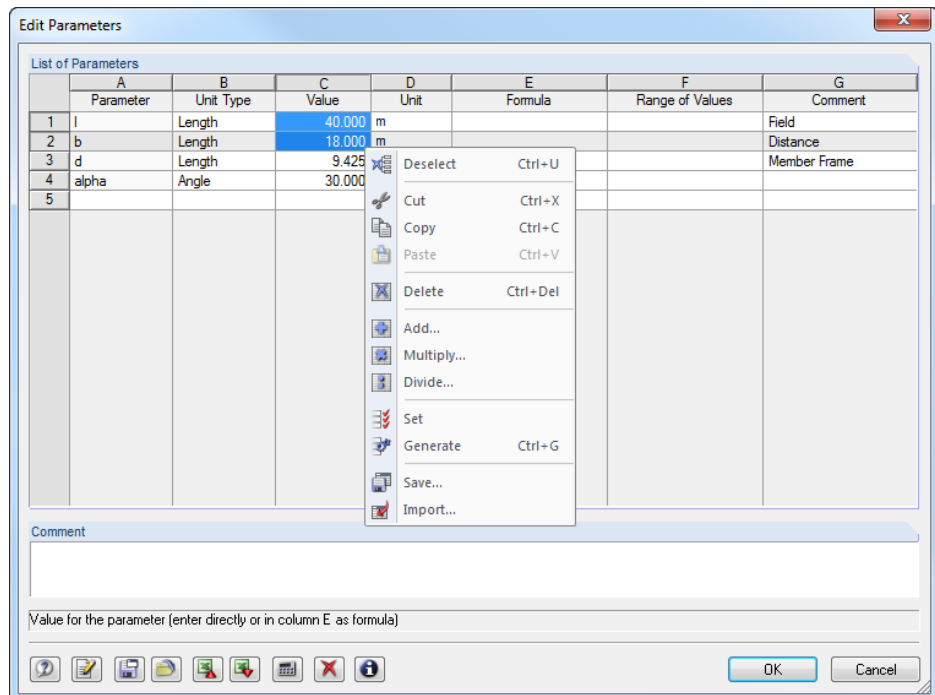 Edit Parameters
List of Parameters
A B C D E F G
Parameter Unit Type Value Unit Formula Range of Values Comment
1 l Length 40.000 m Field
2 b Length 18.000 m Distance
3 d Length 9.425 Member Frame
4 alpha Angle 30.000
5
Deselect Ctrl+U
Cut Ctrl+X
Copy Ctrl+C
Paste Ctrl+V
Delete Ctrl+Del
Add...
Multiply...
Divide...
Set
Generate Ctrl+G
Save...
Import...
Comment
Value for the parameter (enter directly or in column E as formula)
OK Cancel